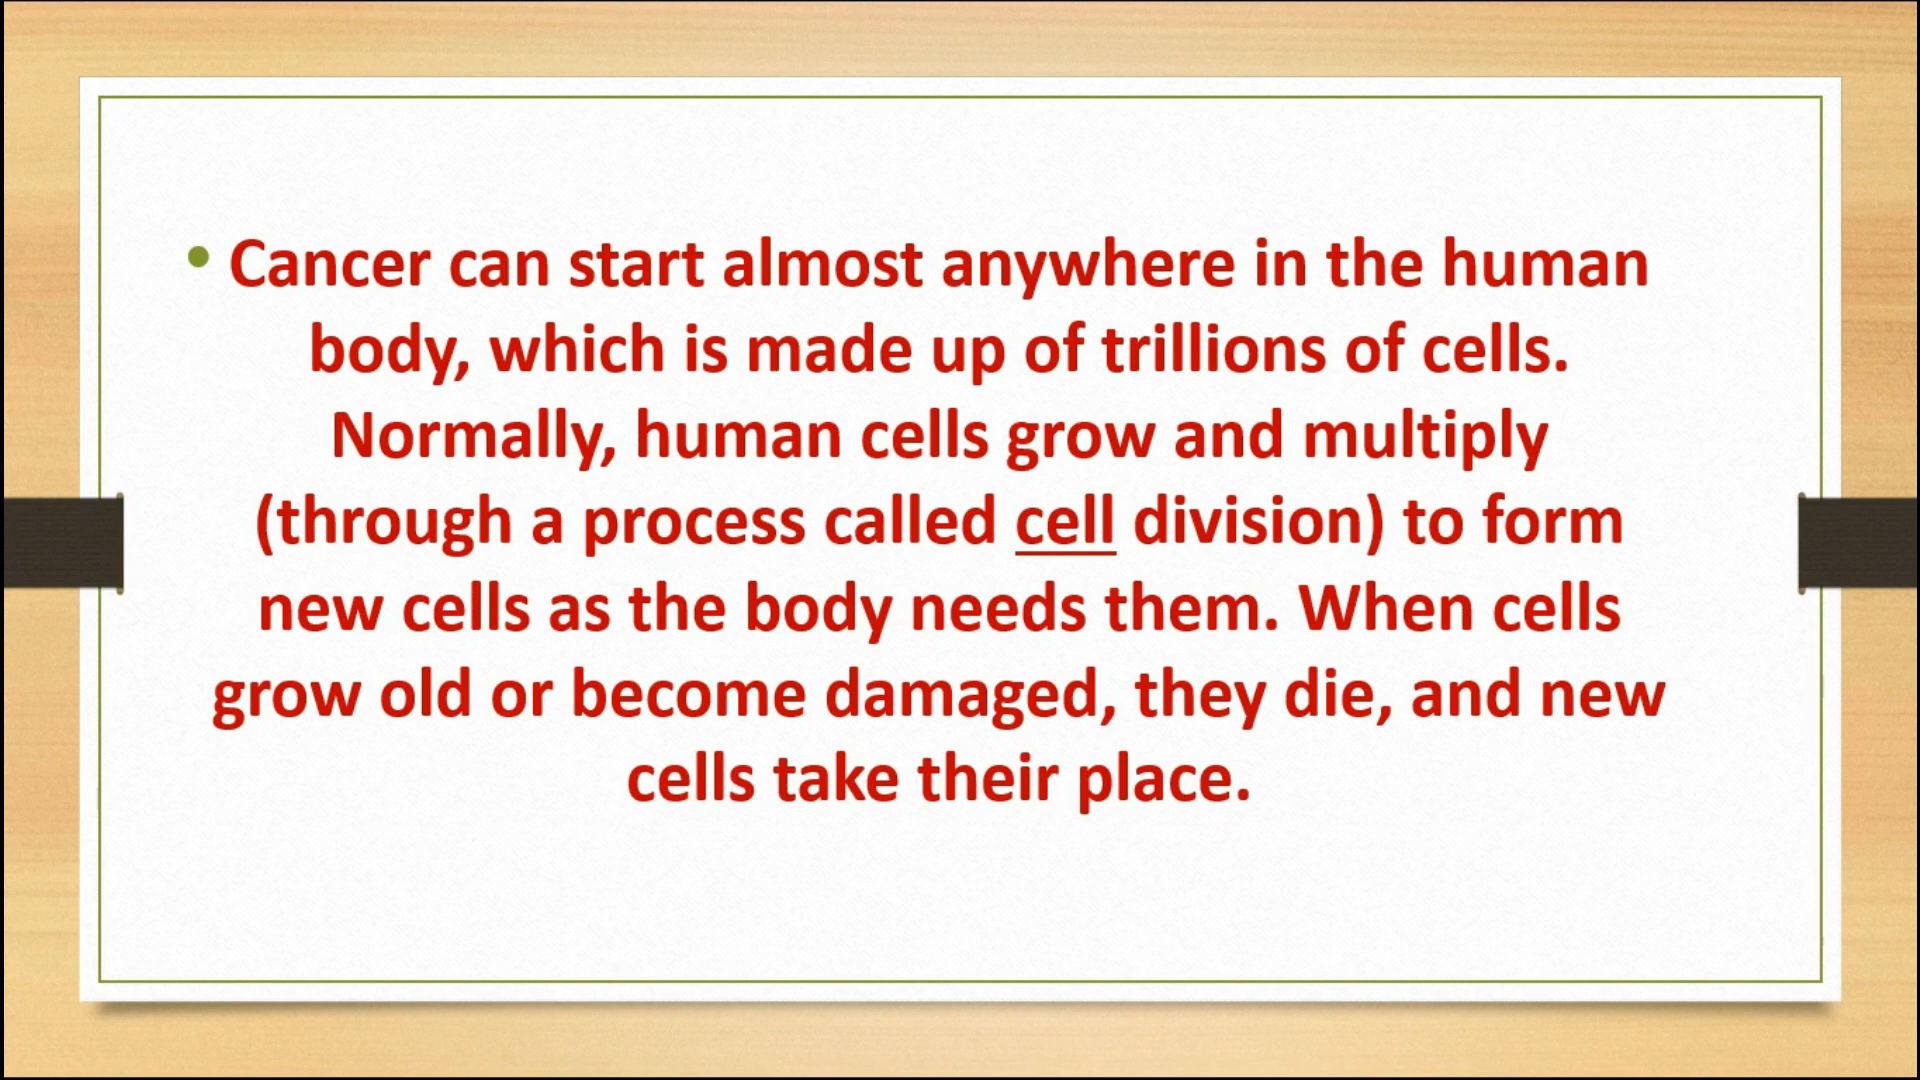 • Cancer can start almost anywhere in the human
body, which is made up of trillions of cells.
Normally, human cells grow and multiply
(through a process called cell division) to form
new cells as the body needs them. When cells
grow old or become damaged, they die, and new
cells take their place.